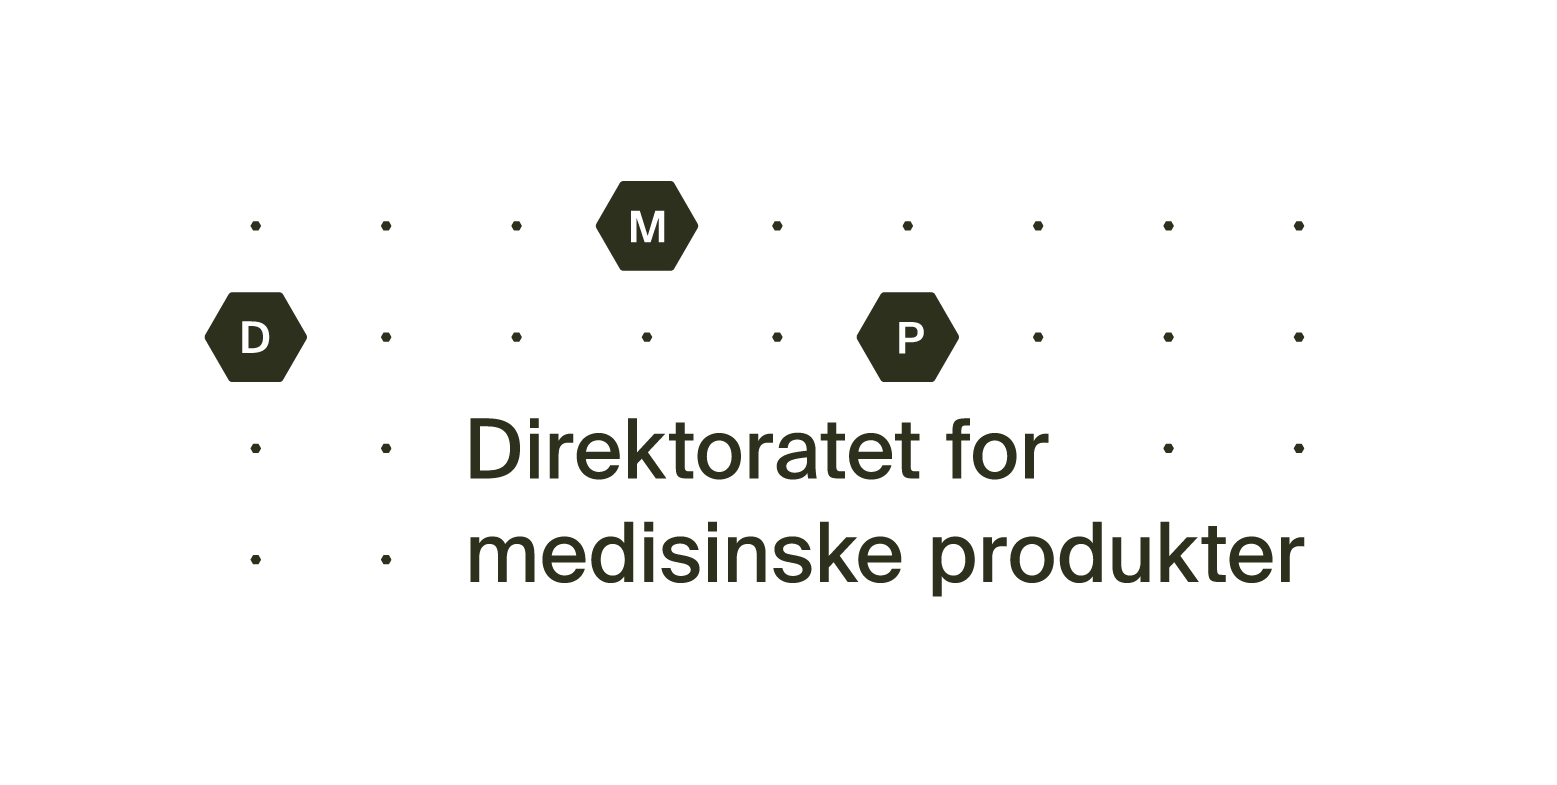 M
D P
Direktoratet for
medisinske produkter